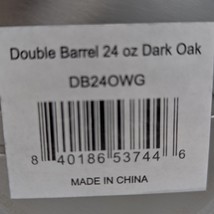 Double Barrel 24 oz Dark Oak
DB24OWG
8 40186 53744 6
MADE IN CHINA